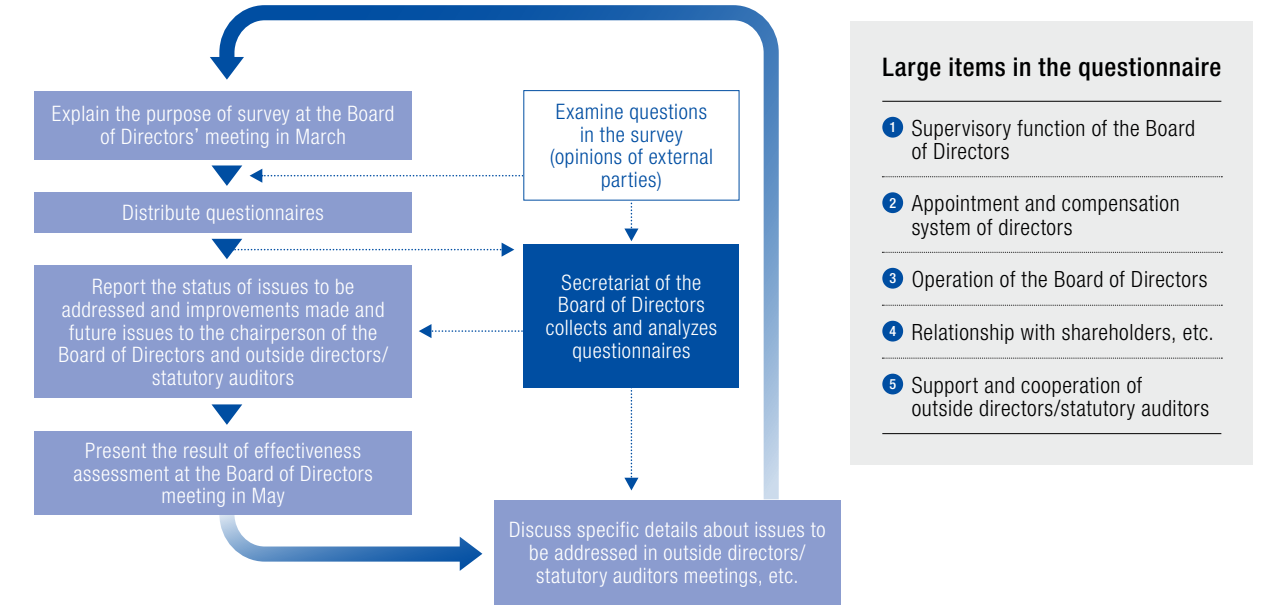 Explain the purpose of survey at the Board
of Directors’ meeting in March
Distribute questionnaires
Report the status of issues to be
addressed and improvements made and
future issues to the chairperson of the
Board of Directors and outside directors/
statutory auditors
Present the result of effectiveness
assessment at the Board of Directors
meeting in May
Examine questions
in the survey
(opinions of external
parties)
Secretariat of the
Board of Directors
collects and analyzes
questionnaires
Discuss specific details about issues to
be addressed in outside directors/
statutory auditors meetings, etc.
Large items in the questionnaire
1 Supervisory function of the Board
of Directors
2 Appointment and compensation
system of directors
3 Operation of the Board of Directors
4 Relationship with shareholders, etc.
5 Support and cooperation of
outside directors/statutory auditors